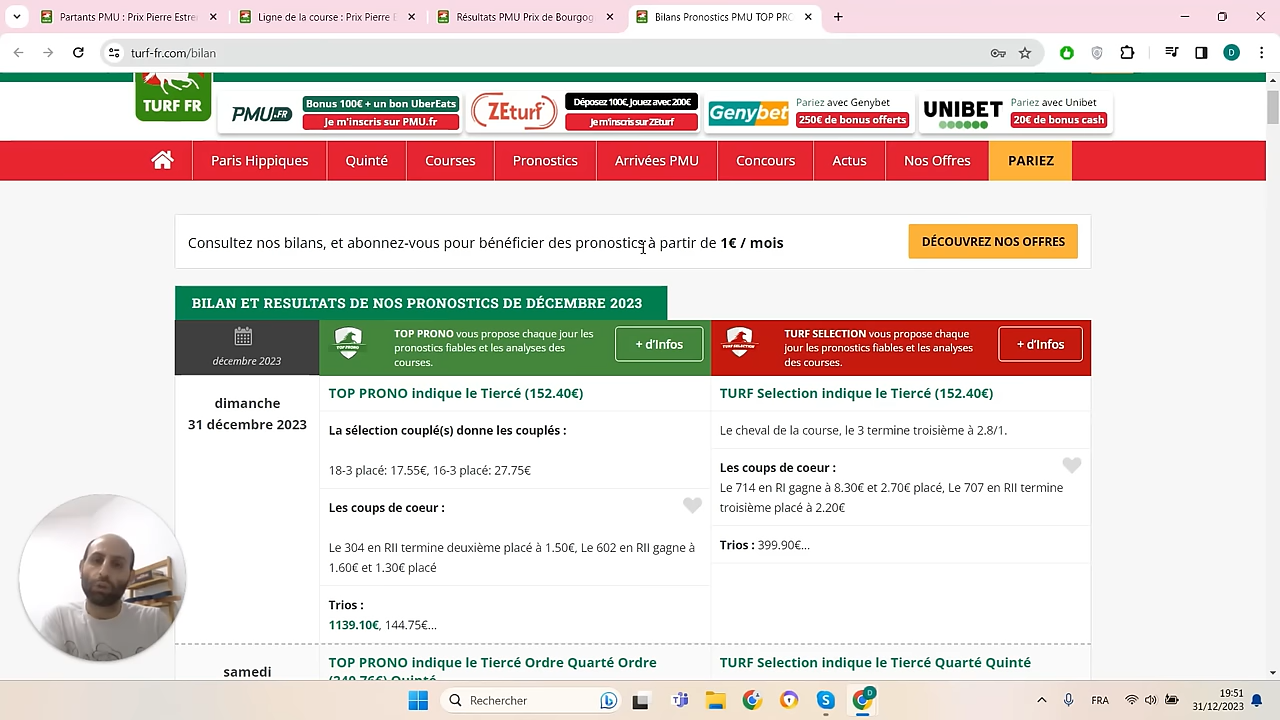 Partants PMU : Prix Pierre Estre
Ligne de la course : Prix Pierre E
Résultats PMU Prix de Bourgog
Bilans Pronostics PMU TOP PRO
turf-fr.com/bilan
D
TURF FR
PMU.FR
Bonus 100€ + un bon UberEats
Je m'inscris sur PMU.fr
ZEturf
Déposez 100€, Jouez avec 200€
Je m'inscris sur ZEturf
Genybet
Pariez avec Genybet
250€ de bonus offerts
UNIBET
Pariez avec Unibet
20€ de bonus cash
Paris Hippiques
Quinté
Courses
Pronostics
Arrivées PMU
Concours
Actus
Nos Offres
PARIEZ
Consultez nos bilans, et abonnez-vous pour bénéficier des pronostics à partir de 1€ / mois
DÉCOUVREZ NOS OFFRES
BILAN ET RESULTATS DE NOS PRONOSTICS DE DÉCEMBRE 2023
décembre 2023
TOP PRONO
TOP PRONO vous propose chaque jour les
pronostics fiables et les analyses des
courses.
+ d'Infos
TURF SELECTION
TURF SELECTION vous propose chaque
jour les pronostics fiables et les analyses
des courses.
+ d'Infos
dimanche
31 décembre 2023
TOP PRONO indique le Tiercé (152.40€)
La sélection couplé(s) donne les couplés :
18-3 placé: 17.55€, 16-3 placé: 27.75€
Les coups de coeur :
Le 304 en RII termine deuxième placé à 1.50€, Le 602 en RII gagne à
1.60€ et 1.30€ placé
Trios :
1139.10€, 144.75€...
TURF Selection indique le Tiercé (152.40€)
Le cheval de la course, le 3 termine troisième à 2.8/1.
Les coups de coeur :
Le 714 en RI gagne à 8.30€ et 2.70€ placé, Le 707 en RII termine
troisième placé à 2.20€
Trios : 399.90€...
samedi
TOP PRONO indique le Tiercé Ordre Quarté Ordre
(240.76€) Quinté
TURF Selection indique le Tiercé Quarté Quinté
Rechercher
D
FRA
19:51
31/12/2023